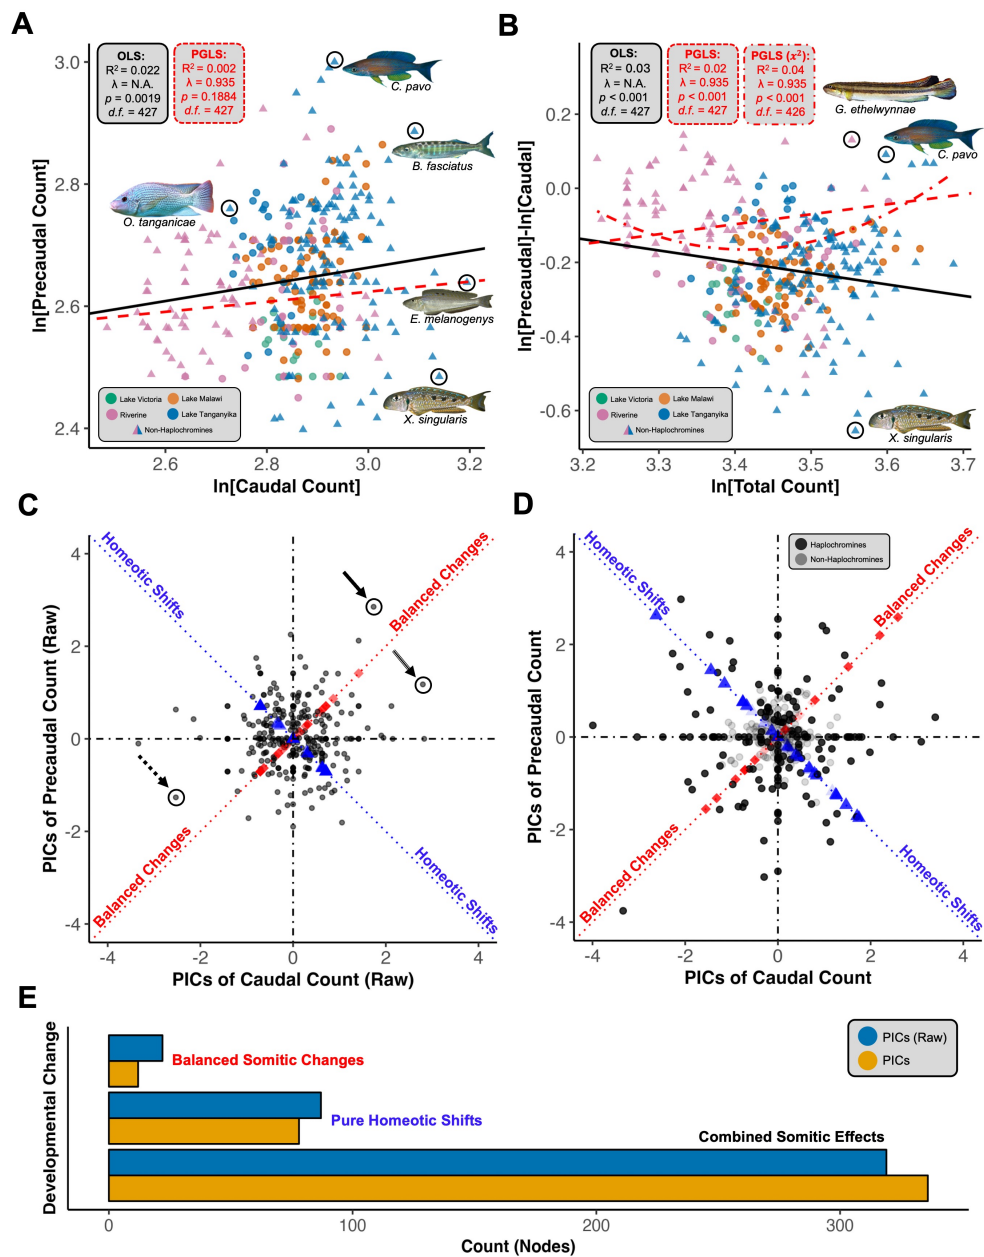 A
OLS:
R² = 0.022
λ = N.A.
p = 0.0019
d.f. = 427
PGLS:
R² = 0.002
λ = 0.935
p = 0.1884
d.f. = 427
C. pavo
B. fasciatus
O. tanganicae
E. melanogenys
X. singularis
3.0
2.8
2.6
2.4
ln[Precaudal Count]
Lake Victoria
Lake Malawi
Riverine
Lake Tanganyika
Non-Haplochromines
2.6
2.8
3.0
3.2
ln[Caudal Count]
B
OLS:
R² = 0.03
λ = N.A.
p < 0.001
d.f. = 427
PGLS:
R² = 0.02
λ = 0.935
p < 0.001
d.f. = 427
PGLS (x²):
R² = 0.04
λ = 0.935
p < 0.001
d.f. = 426
G. ethelwynnae
C. pavo
X. singularis
0.2
0.0
-0.2
-0.4
-0.6
ln[Precaudal]-ln[Caudal]
Lake Victoria
Lake Malawi
Riverine
Lake Tanganyika
Non-Haplochromines
3.2
3.3
3.4
3.5
3.6
3.7
ln[Total Count]
C
Homeotic Shifts
Balanced Changes
Balanced Changes
Homeotic Shifts
4
2
0
-2
-4
PICs of Precaudal Count (Raw)
-4
-2
0
2
4
PICs of Caudal Count (Raw)
D
Haplochromines
Non-Haplochromines
Homeotic Shifts
Balanced Changes
Balanced Changes
Homeotic Shifts
4
2
0
-2
-4
PICs of Precaudal Count
-4
-2
0
2
4
PICs of Caudal Count
E
Developmental Change
Balanced Somitic Changes
Pure Homeotic Shifts
Combined Somitic Effects
PICs (Raw)
PICs
0
100
200
300
Count (Nodes)